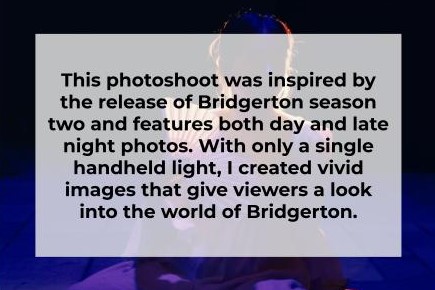 This photoshoot was inspired by
the release of Bridgerton season
two and features both day and late
night photos. With only a single
handheld light, I created vivid
images that give viewers a look
into the world of Bridgerton.